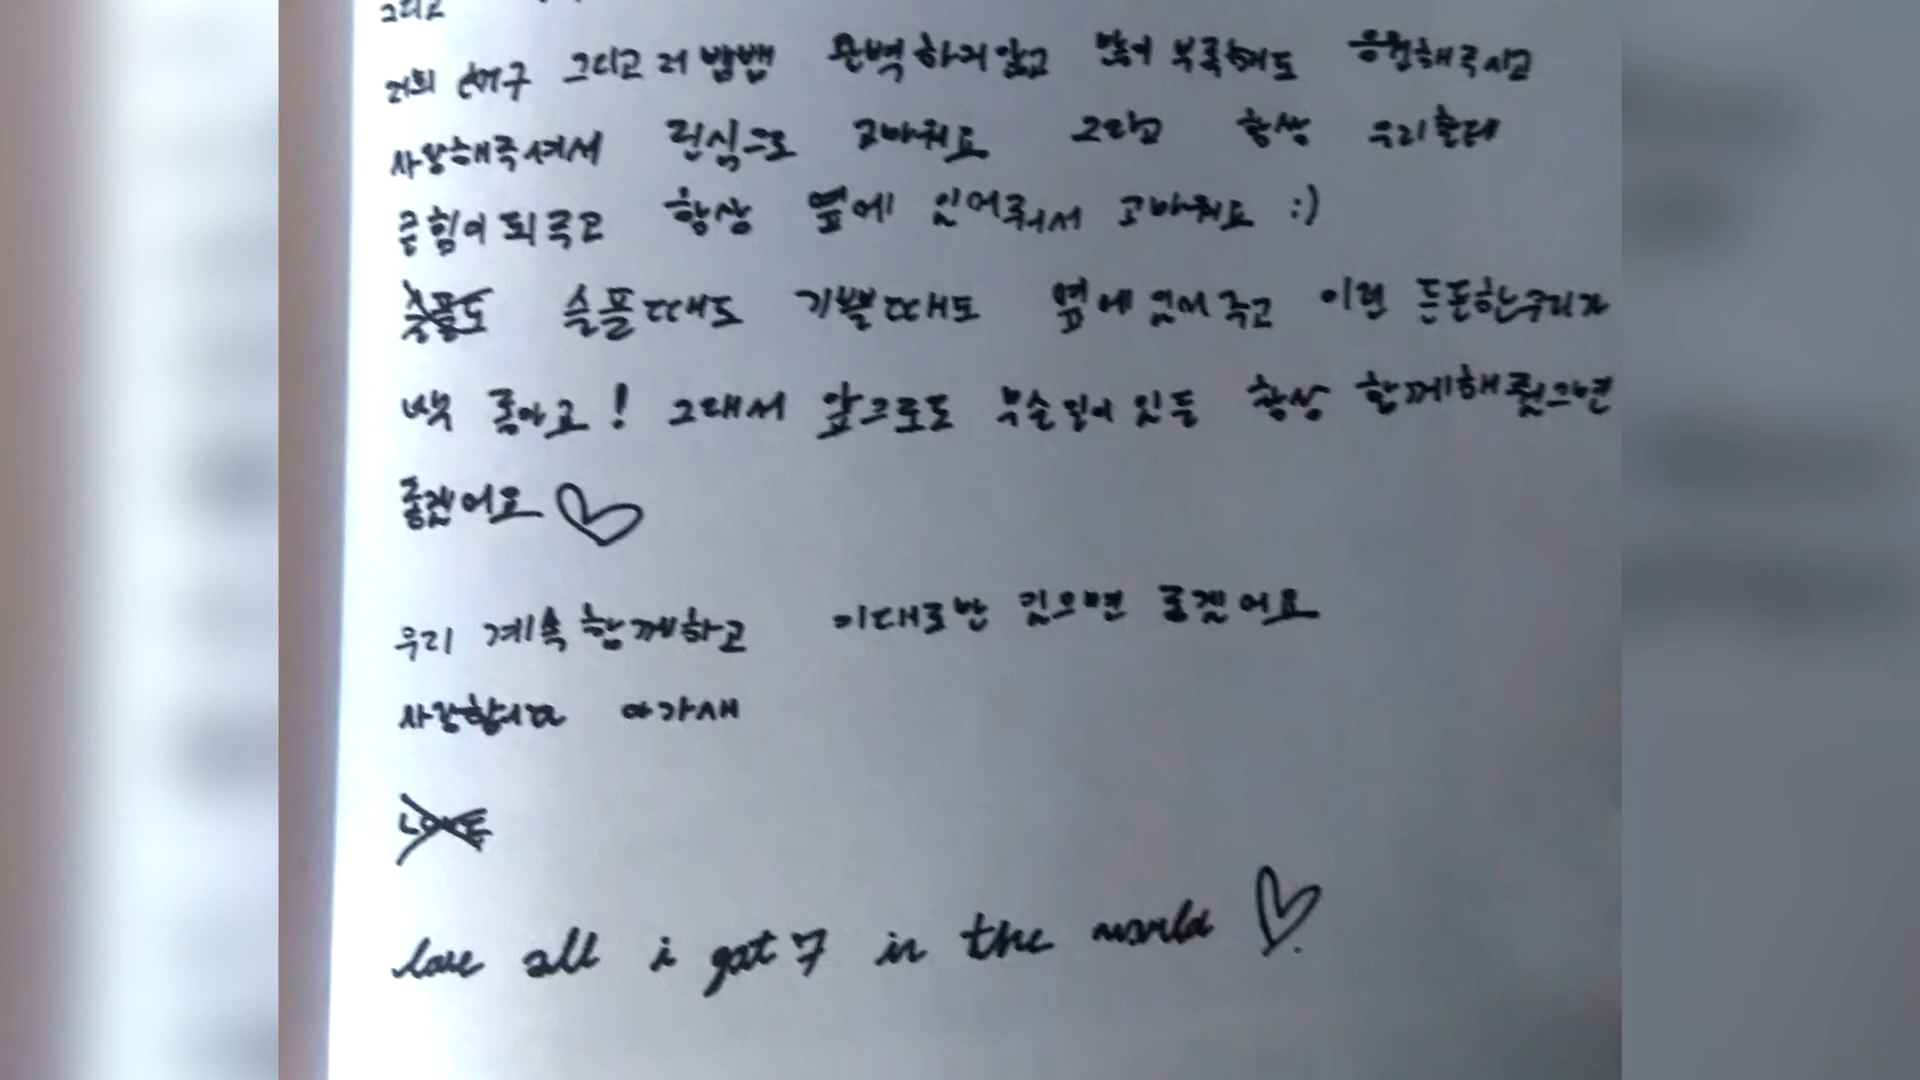 그리고
저희 친구 그리고 저 뱀뱀 완벽하지않고 많이 부족해도 응원해주시고
사랑해주셔서 진심으로 고마워요 그리고 항상 우리한테
큰힘이되주고 항상 옆에 있어줘서 고마워요 :)
슬플때도 기쁠때도 옆에있어주고 이런 든든한우리가
넥 좋아고! 그래서 앞으로도 무슨일이있든 항상 함께해줬으면
좋겠어요 ♡
우리 계속함께하고 이대로만 있으면 좋겠어요
사랑합니다 아가새
love all i got7 in the world ♡